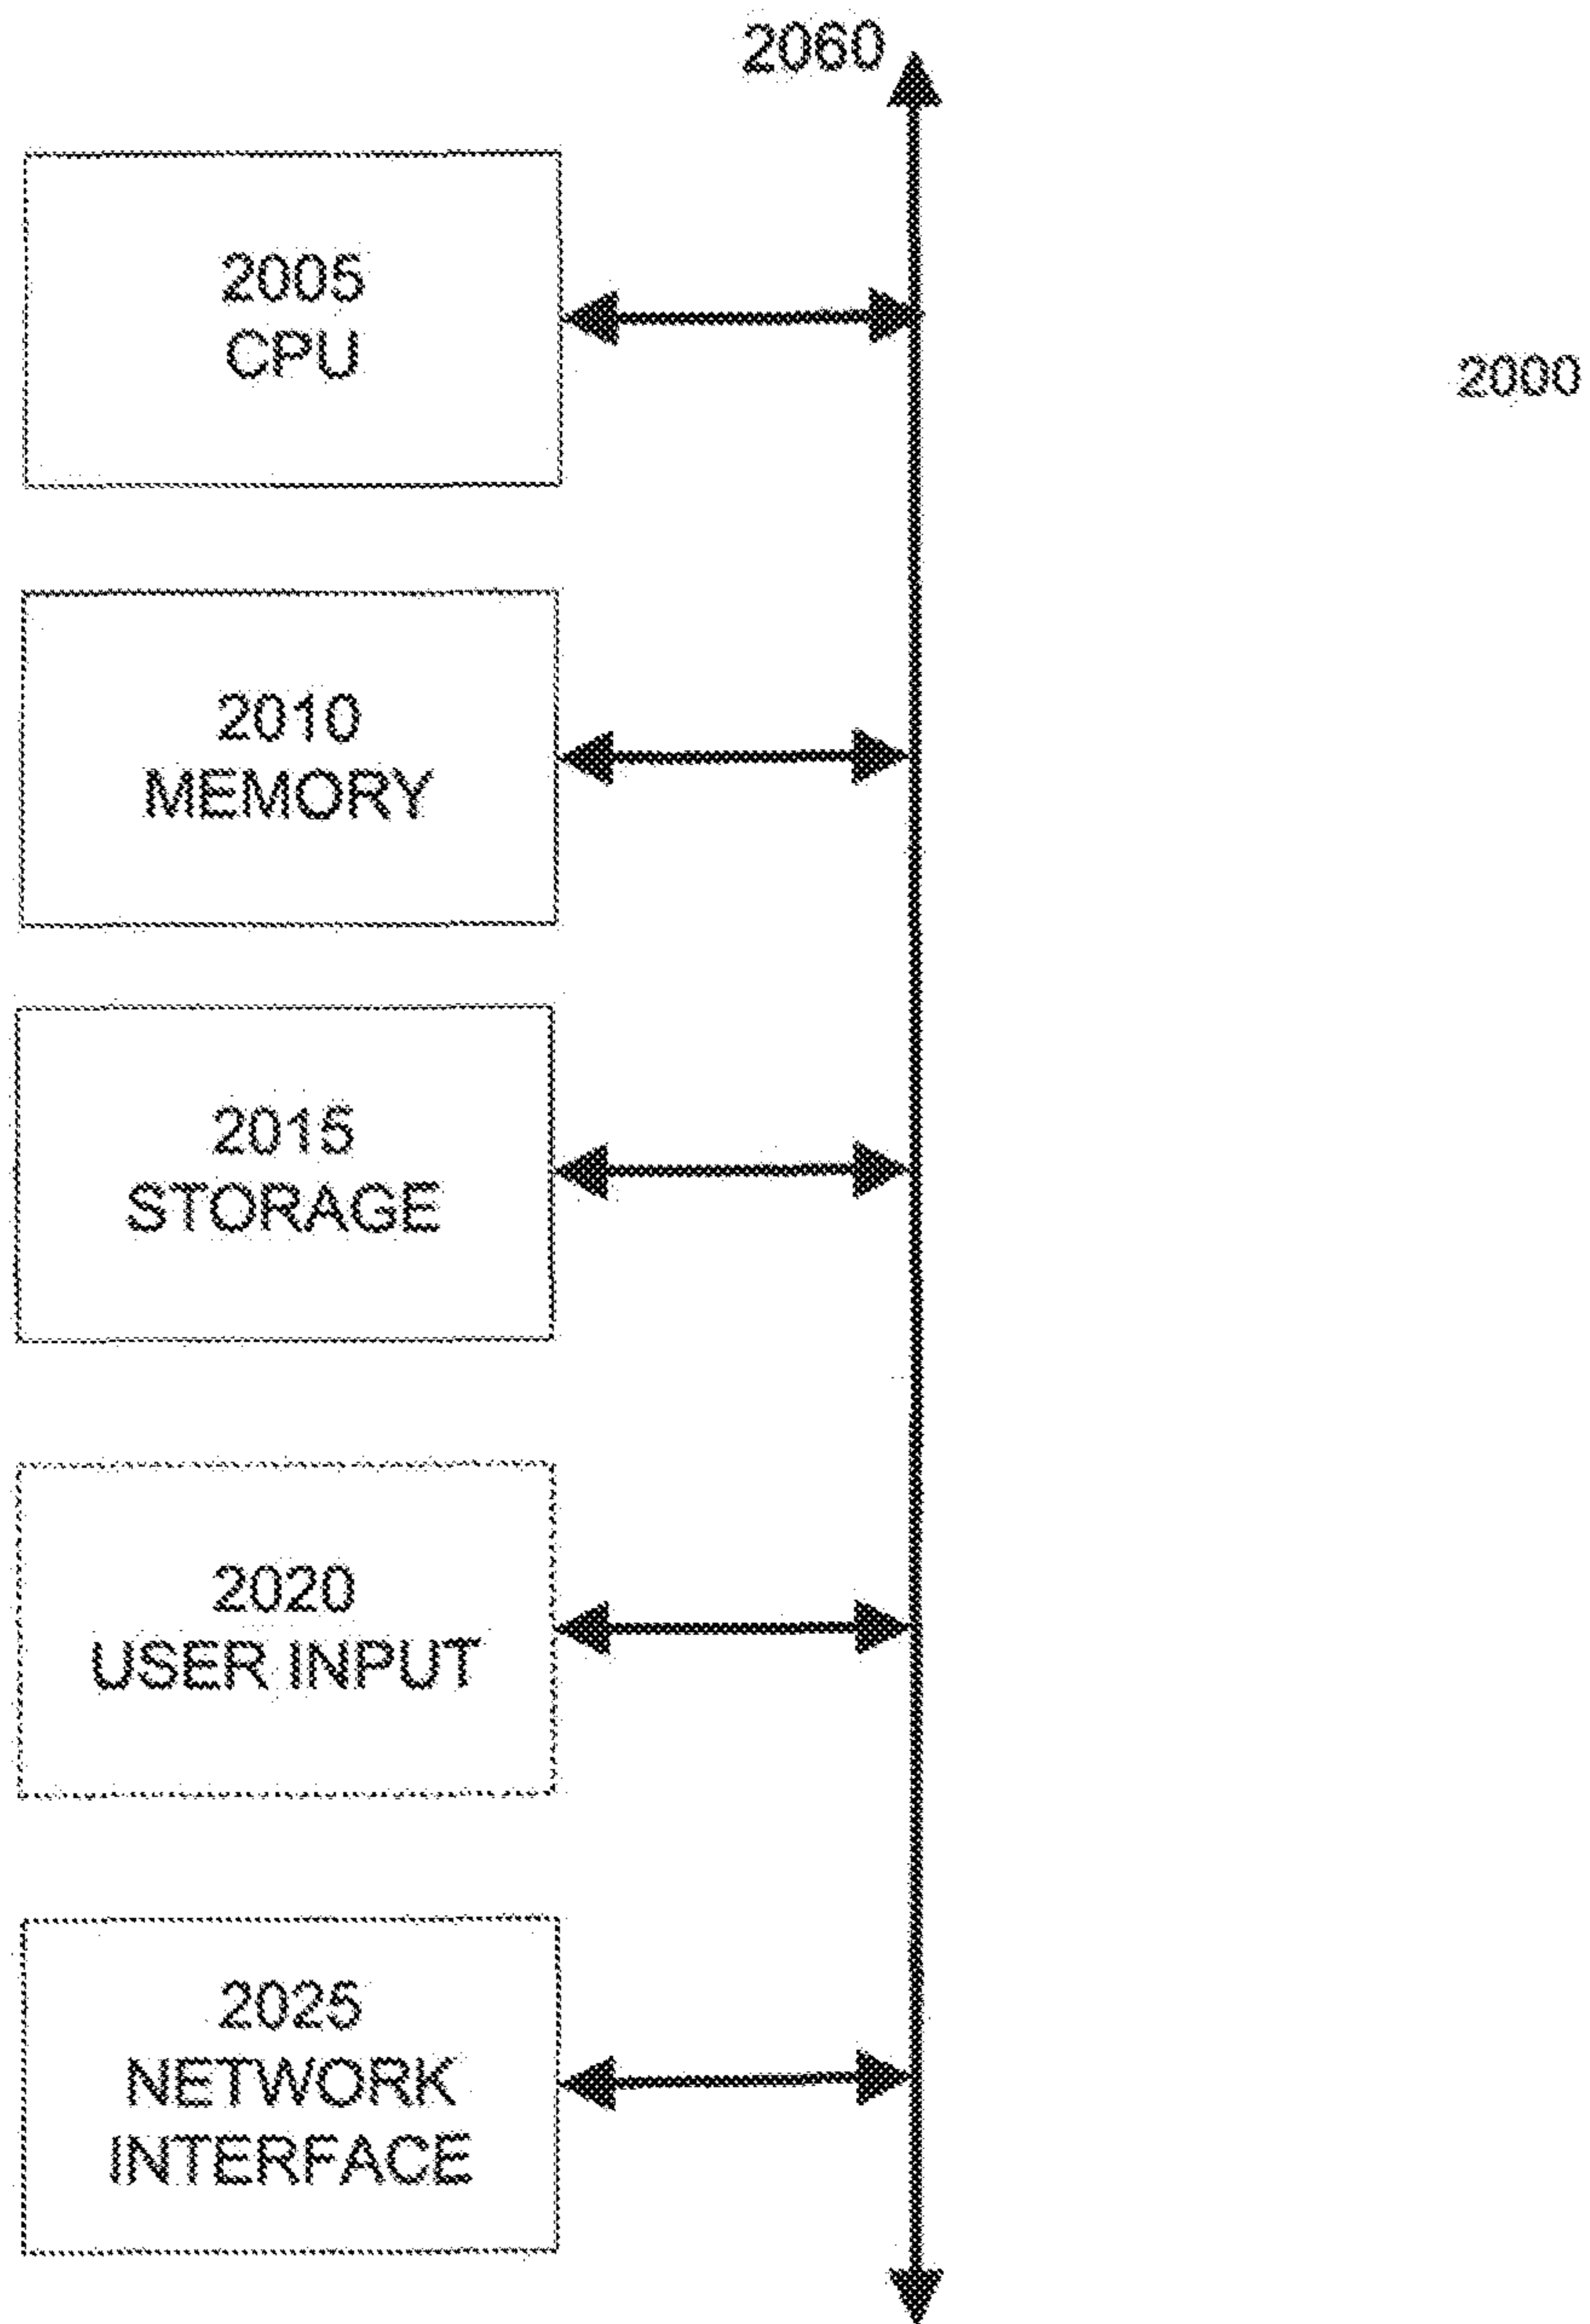 2060
2005
CPU
2000
2010
MEMORY
2015
STORAGE
2020
USER INPUT
2025
NETWORK
INTERFACE